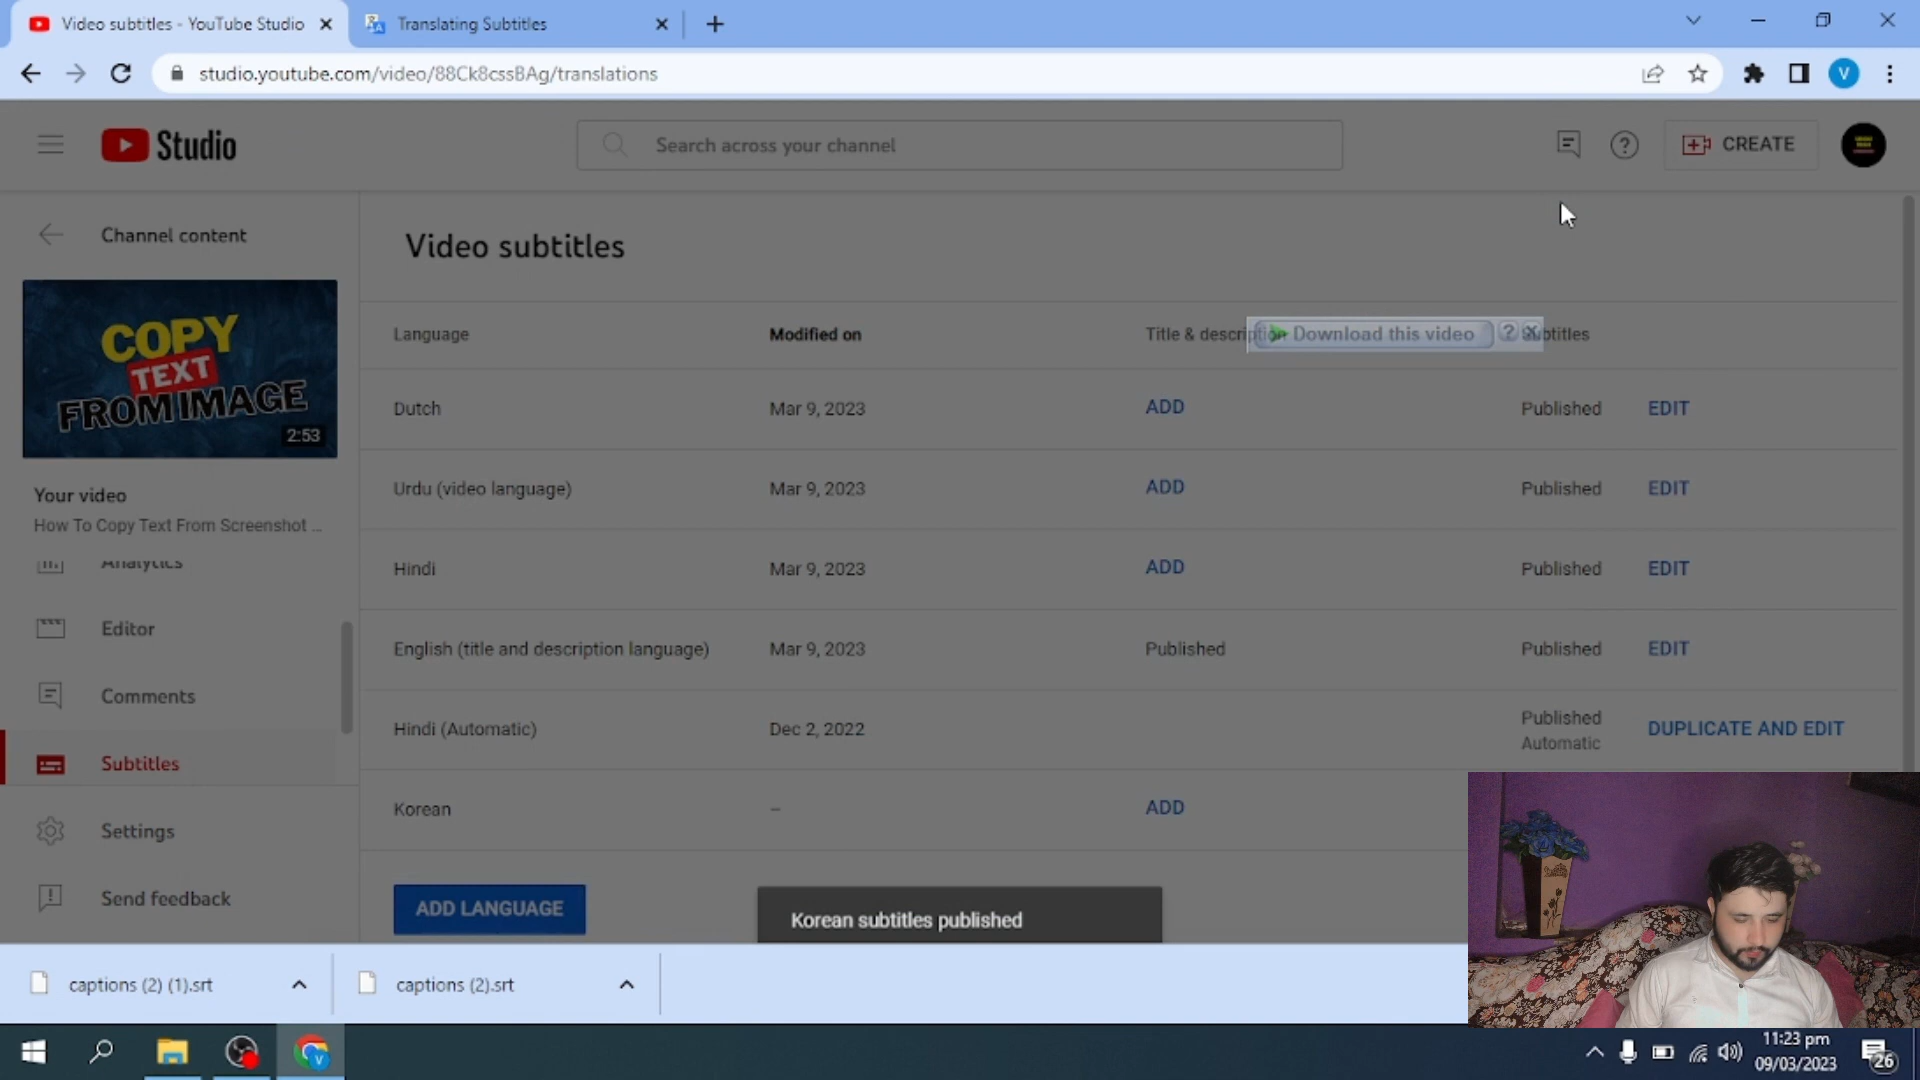 Video subtitles - YouTube Studio
Translating Subtitles
studio.youtube.com/video/88Ck8cssBAg/translations
V
Studio
Search across your channel
CREATE
Channel content
Video subtitles
COPY
TEXT
FROM IMAGE
2:53
Language
Modified on
Title & description
Download this video
Subtitles
Dutch
Mar 9, 2023
ADD
Published
EDIT
Your video
How To Copy Text From Screenshot ...
Urdu (video language)
Mar 9, 2023
ADD
Published
EDIT
Analytics
Hindi
Mar 9, 2023
ADD
Published
EDIT
Editor
English (title and description language)
Mar 9, 2023
Published
Published
EDIT
Comments
Hindi (Automatic)
Dec 2, 2022
Published
Automatic
DUPLICATE AND EDIT
Subtitles
Korean
–
ADD
Settings
Send feedback
ADD LANGUAGE
Korean subtitles published
captions (2) (1).srt
captions (2).srt
11:23 pm
09/03/2023
26